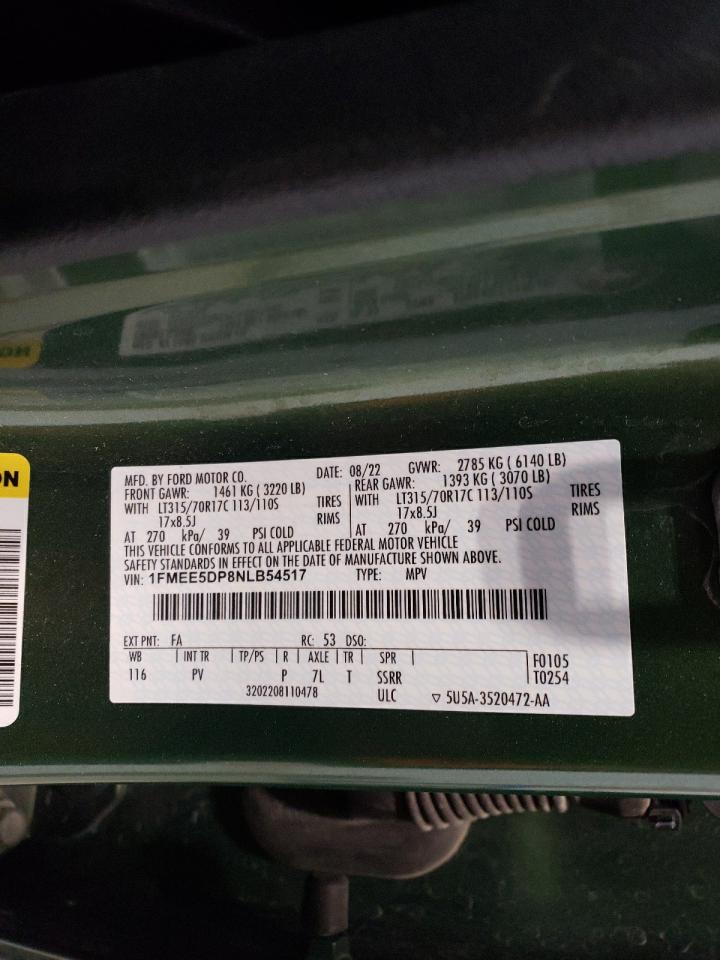 MFD. BY FORD MOTOR CO. DATE: 08/22 GVWR: 2785 KG ( 6140 LB)
FRONT GAWR: 1461 KG ( 3220 LB) REAR GAWR: 1393 KG ( 3070 LB)
WITH LT315/70R17C 113/110S TIRES WITH LT315/70R17C 113/110S TIRES
17x8.5J RIMS 17x8.5J RIMS
AT 270 kPa/ 39 PSI COLD AT 270 kPa/ 39 PSI COLD
THIS VEHICLE CONFORMS TO ALL APPLICABLE FEDERAL MOTOR VEHICLE
SAFETY STANDARDS IN EFFECT ON THE DATE OF MANUFACTURE SHOWN ABOVE.
VIN: 1FMEE5DP8NLB54517 TYPE: MPV
EXT PNT: FA RC: 53 DSO:
WB INT TR TP/PS R AXLE TR SPR F0105
116 PV P 7L T SSRR T0254
3202208110478 ULC ▽ 5U5A-3520472-AA